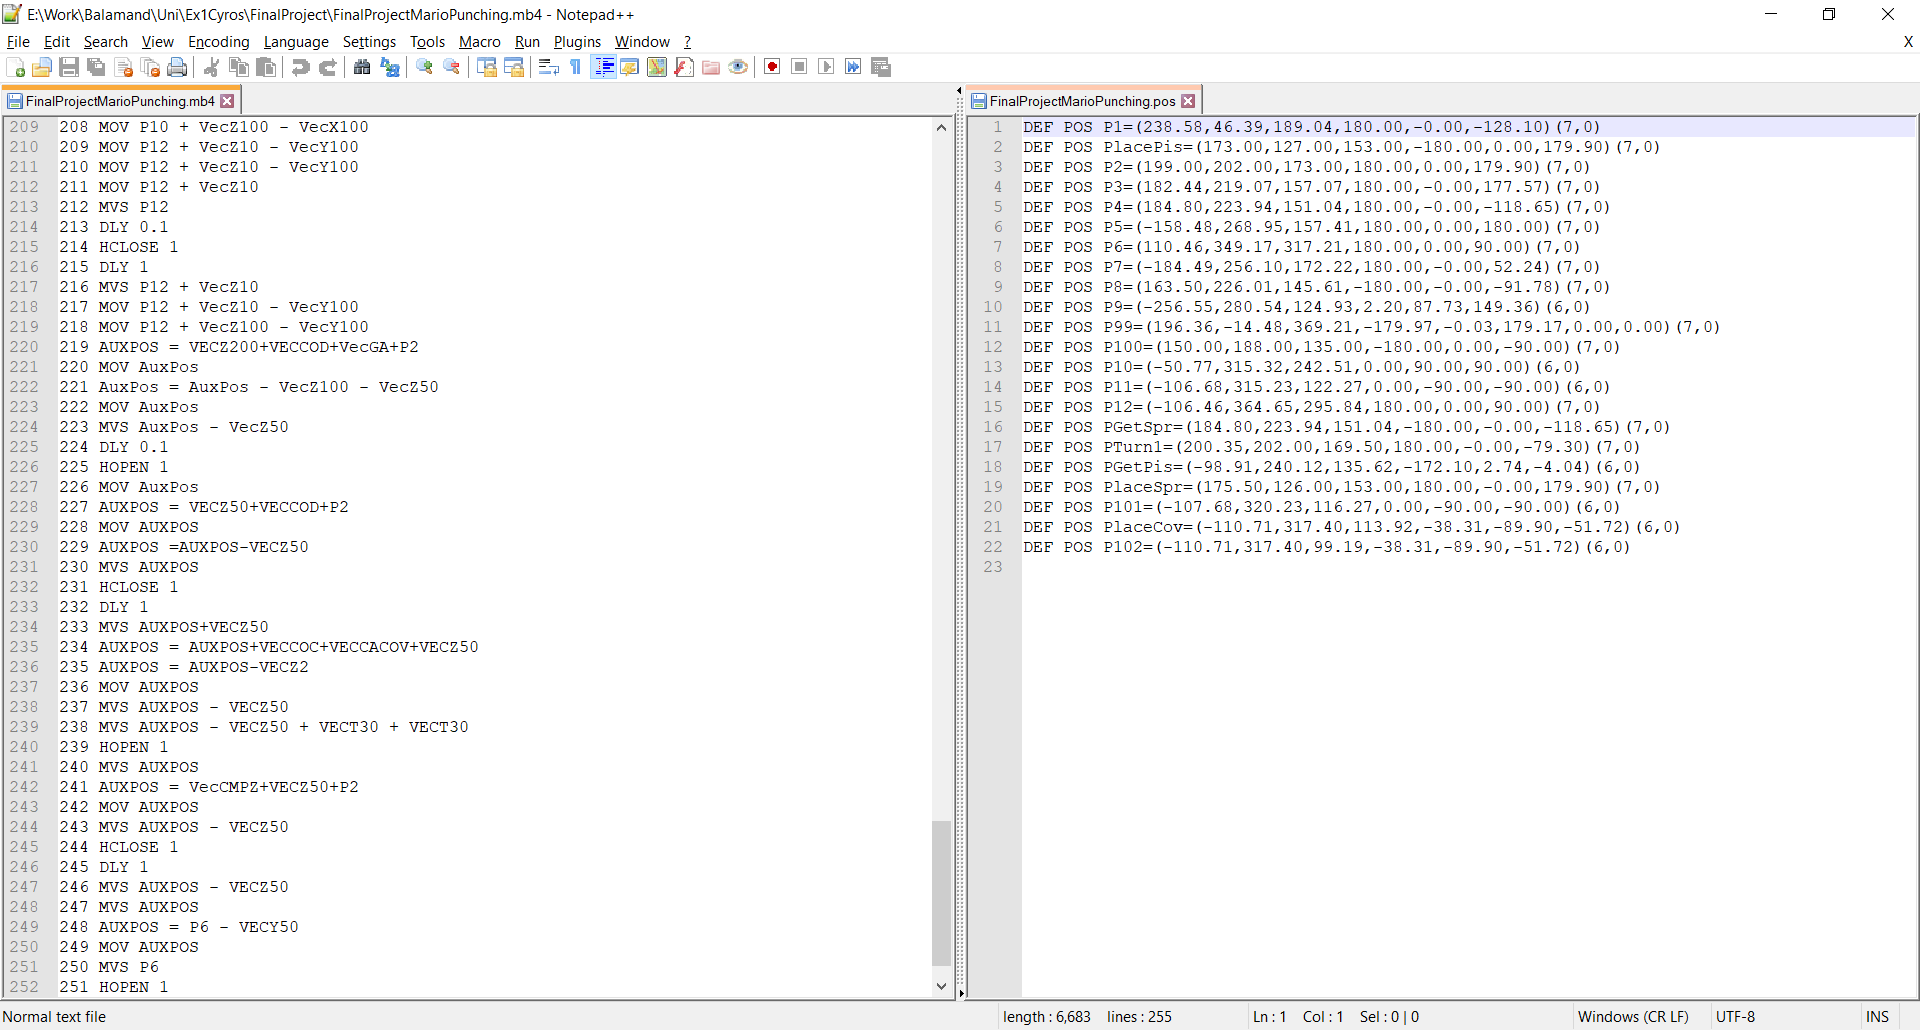 E:\Work\Balamand\Uni\Ex1Cyros\FinalProject\FinalProjectMarioPunching.mb4 - Notepad++
File Edit Search View Encoding Language Settings Tools Macro Run Plugins Window ? X
FinalProjectMarioPunching.mb4
209 208 MOV P10 + VecZ100 - VecX100
210 209 MOV P12 + VecZ10 - VecY100
211 210 MOV P12 + VecZ10 - VecY100
212 211 MOV P12 + VecZ10
213 212 MVS P12
214 213 DLY 0.1
215 214 HCLOSE 1
216 215 DLY 1
217 216 MVS P12 + VecZ10
218 217 MOV P12 + VecZ10 - VecY100
219 218 MOV P12 + VecZ100 - VecY100
220 219 AUXPOS = VECZ200+VECCOD+VecGA+P2
221 220 MOV AuxPos
222 221 AuxPos = AuxPos - VecZ100 - VecZ50
223 222 MOV AuxPos
224 223 MVS AuxPos - VecZ50
225 224 DLY 0.1
226 225 HOPEN 1
227 226 MOV AuxPos
228 227 AUXPOS = VECZ50+VECCOD+P2
229 228 MOV AUXPOS
230 229 AUXPOS =AUXPOS-VECZ50
231 230 MVS AUXPOS
232 231 HCLOSE 1
233 232 DLY 1
234 233 MVS AUXPOS+VECZ50
235 234 AUXPOS = AUXPOS+VECCOC+VECCACOV+VECZ50
236 235 AUXPOS = AUXPOS-VECZ2
237 236 MOV AUXPOS
238 237 MVS AUXPOS - VECZ50
239 238 MVS AUXPOS - VECZ50 + VECT30 + VECT30
240 239 HOPEN 1
241 240 MVS AUXPOS
242 241 AUXPOS = VecCMPZ+VECZ50+P2
243 242 MOV AUXPOS
244 243 MVS AUXPOS - VECZ50
245 244 HCLOSE 1
246 245 DLY 1
247 246 MVS AUXPOS - VECZ50
248 247 MVS AUXPOS
249 248 AUXPOS = P6 - VECY50
250 249 MOV AUXPOS
251 250 MVS P6
252 251 HOPEN 1
FinalProjectMarioPunching.pos
1 DEF POS P1=(238.58,46.39,189.04,180.00,-0.00,-128.10)(7,0)
2 DEF POS PlacePis=(173.00,127.00,153.00,-180.00,0.00,179.90)(7,0)
3 DEF POS P2=(199.00,202.00,173.00,180.00,0.00,179.90)(7,0)
4 DEF POS P3=(182.44,219.07,157.07,180.00,-0.00,177.57)(7,0)
5 DEF POS P4=(184.80,223.94,151.04,180.00,-0.00,-118.65)(7,0)
6 DEF POS P5=(-158.48,268.95,157.41,180.00,0.00,180.00)(7,0)
7 DEF POS P6=(110.46,349.17,317.21,180.00,0.00,90.00)(7,0)
8 DEF POS P7=(-184.49,256.10,172.22,180.00,-0.00,52.24)(7,0)
9 DEF POS P8=(163.50,226.01,145.61,-180.00,-0.00,-91.78)(7,0)
10 DEF POS P9=(-256.55,280.54,124.93,2.20,87.73,149.36)(6,0)
11 DEF POS P99=(196.36,-14.48,369.21,-179.97,-0.03,179.17,0.00,0.00)(7,0)
12 DEF POS P100=(150.00,188.00,135.00,-180.00,0.00,-90.00)(7,0)
13 DEF POS P10=(-50.77,315.32,242.51,0.00,90.00,90.00)(6,0)
14 DEF POS P11=(-106.68,315.23,122.27,0.00,-90.00,-90.00)(6,0)
15 DEF POS P12=(-106.46,364.65,295.84,180.00,0.00,90.00)(7,0)
16 DEF POS PGetSpr=(184.80,223.94,151.04,-180.00,-0.00,-118.65)(7,0)
17 DEF POS PTurn1=(200.35,202.00,169.50,180.00,-0.00,-79.30)(7,0)
18 DEF POS PGetPis=(-98.91,240.12,135.62,-172.10,2.74,-4.04)(6,0)
19 DEF POS PlaceSpr=(175.50,126.00,153.00,180.00,-0.00,179.90)(7,0)
20 DEF POS P101=(-107.68,320.23,116.27,0.00,-90.00,-90.00)(6,0)
21 DEF POS PlaceCov=(-110.71,317.40,113.92,-38.31,-89.90,-51.72)(6,0)
22 DEF POS P102=(-110.71,317.40,99.19,-38.31,-89.90,-51.72)(6,0)
23
Normal text file length : 6,683 lines : 255 Ln : 1 Col : 1 Sel : 0 | 0 Windows (CR LF) UTF-8 INS